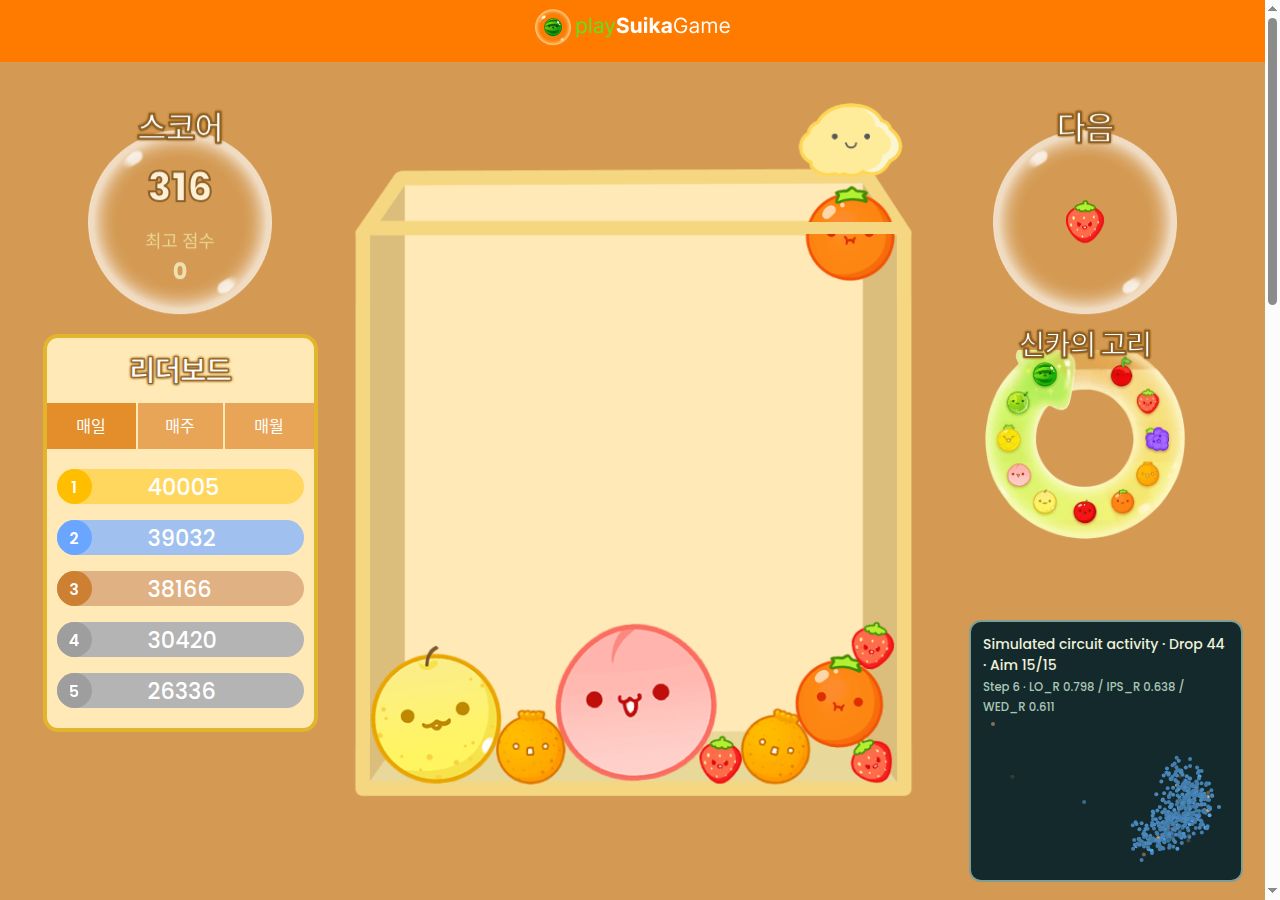 playSuikaGame
스코어
316
최고 점수
0
리더보드
매일 매주 매월
1 40005
2 39032
3 38166
4 30420
5 26336
다음
신카의 고리
Simulated circuit activity · Drop 44
· Aim 15/15
Step 6 · LO_R 0.798 / IPS_R 0.638 /
WED_R 0.611